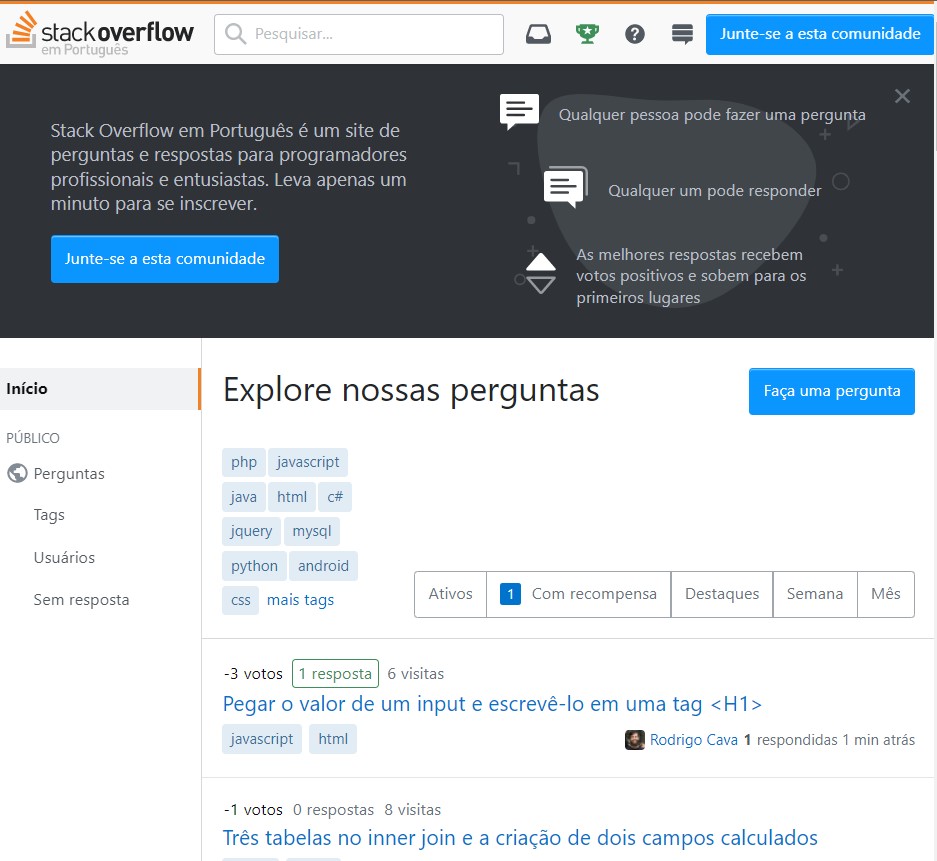 stackoverflow
em Português
Pesquisar...
Junte-se a esta comunidade
Stack Overflow em Português é um site de
perguntas e respostas para programadores
profissionais e entusiastas. Leva apenas um
minuto para se inscrever.
Junte-se a esta comunidade
Qualquer pessoa pode fazer uma pergunta
Qualquer um pode responder
As melhores respostas recebem
votos positivos e sobem para os
primeiros lugares
Início
PÚBLICO
Perguntas
Tags
Usuários
Sem resposta
Explore nossas perguntas
Faça uma pergunta
php javascript
java html c#
jquery mysql
python android
css mais tags
Ativos 1 Com recompensa Destaques Semana Mês
-3 votos 1 resposta 6 visitas
Pegar o valor de um input e escrevê-lo em uma tag <H1>
javascript html
Rodrigo Cava 1 respondidas 1 min atrás
-1 votos 0 respostas 8 visitas
Três tabelas no inner join e a criação de dois campos calculados